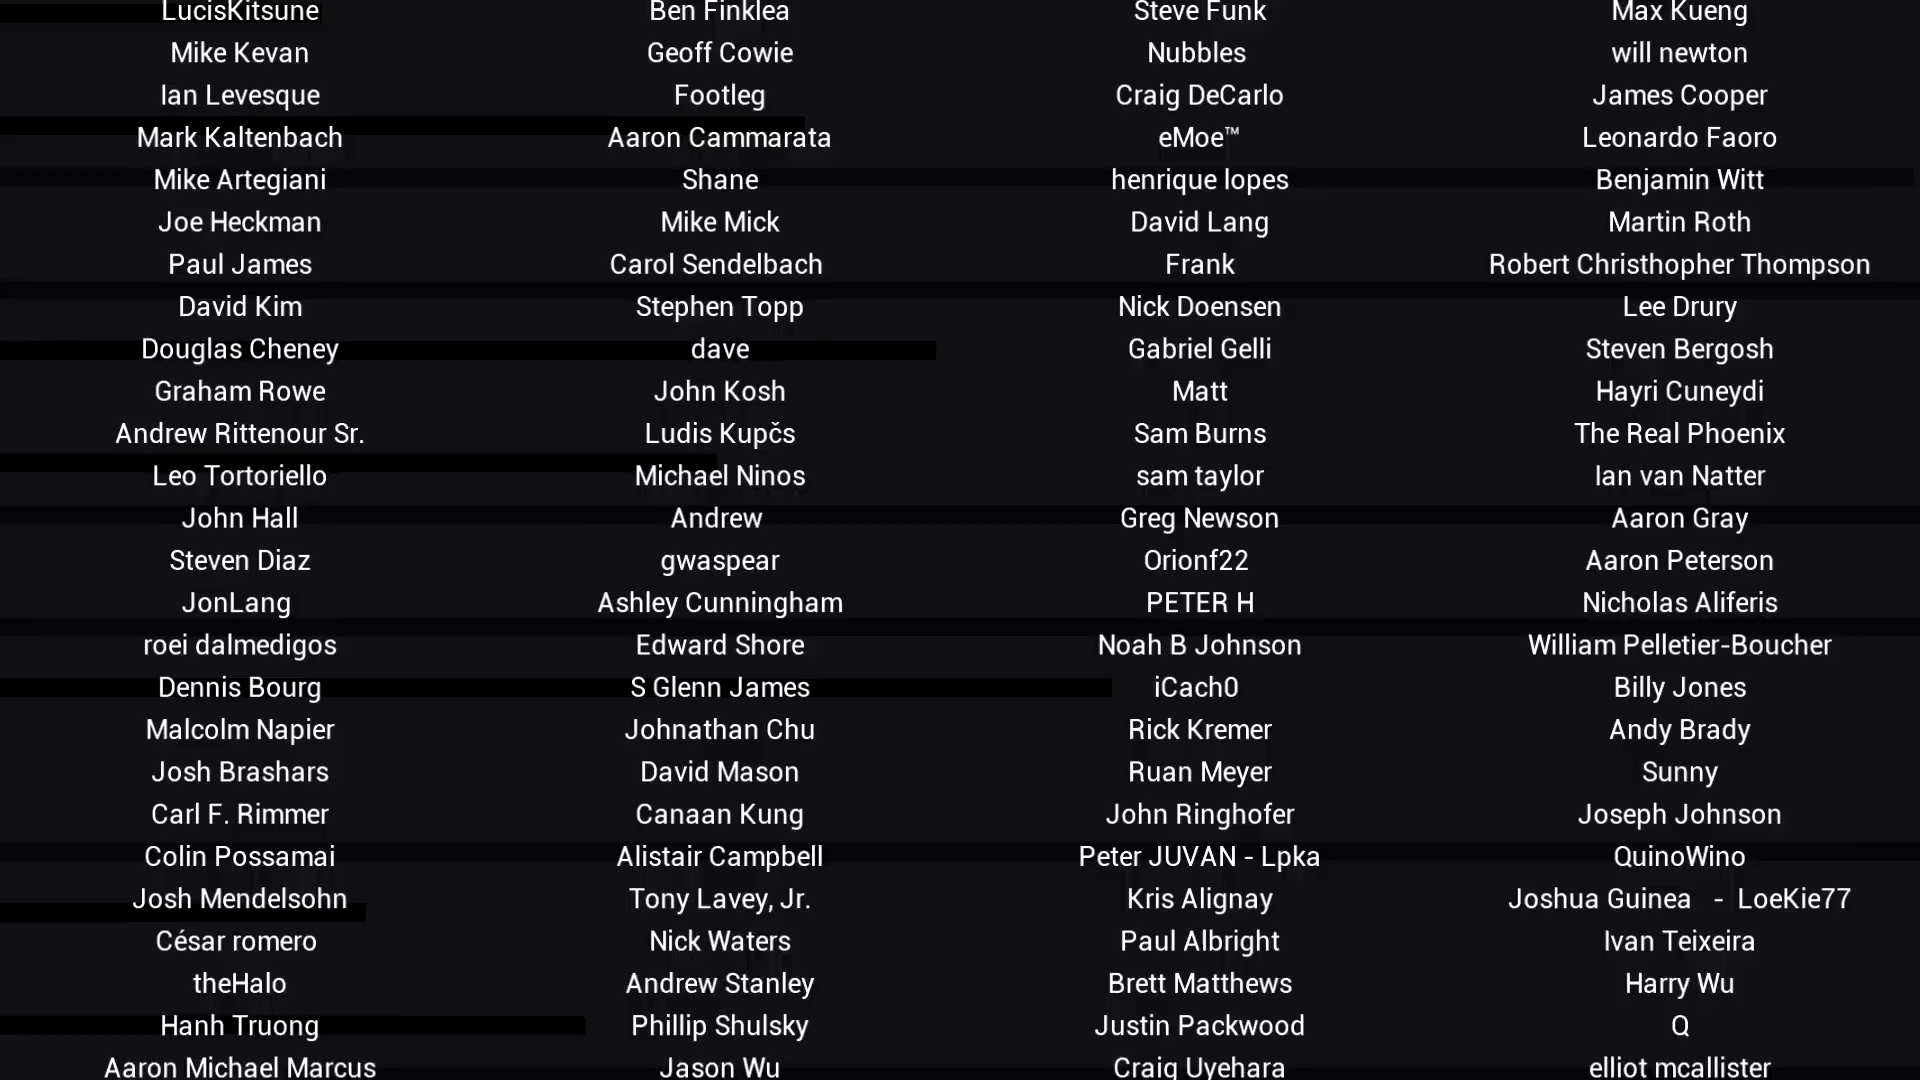 LucisKitsune Ben Finklea Steve Funk Max Kueng
Mike Kevan Geoff Cowie Nubbles will newton
Ian Levesque Footleg Craig DeCarlo James Cooper
Mark Kaltenbach Aaron Cammarata eMoe™ Leonardo Faoro
Mike Artegiani Shane henrique lopes Benjamin Witt
Joe Heckman Mike Mick David Lang Martin Roth
Paul James Carol Sendelbach Frank Robert Christhopher Thompson
David Kim Stephen Topp Nick Doensen Lee Drury
Douglas Cheney dave Gabriel Gelli Steven Bergosh
Graham Rowe John Kosh Matt Hayri Cuneydi
Andrew Rittenour Sr. Ludis Kupčs Sam Burns The Real Phoenix
Leo Tortoriello Michael Ninos sam taylor Ian van Natter
John Hall Andrew Greg Newson Aaron Gray
Steven Diaz gwaspear Orionf22 Aaron Peterson
JonLang Ashley Cunningham PETER H Nicholas Aliferis
roei dalmedigos Edward Shore Noah B Johnson William Pelletier-Boucher
Dennis Bourg S Glenn James iCach0 Billy Jones
Malcolm Napier Johnathan Chu Rick Kremer Andy Brady
Josh Brashars David Mason Ruan Meyer Sunny
Carl F. Rimmer Canaan Kung John Ringhofer Joseph Johnson
Colin Possamai Alistair Campbell Peter JUVAN - Lpka QuinoWino
Josh Mendelsohn Tony Lavey, Jr. Kris Alignay Joshua Guinea - LoeKie77
César romero Nick Waters Paul Albright Ivan Teixeira
theHalo Andrew Stanley Brett Matthews Harry Wu
Hanh Truong Phillip Shulsky Justin Packwood Q
Aaron Michael Marcus Jason Wu Craig Uyehara elliot mcallister